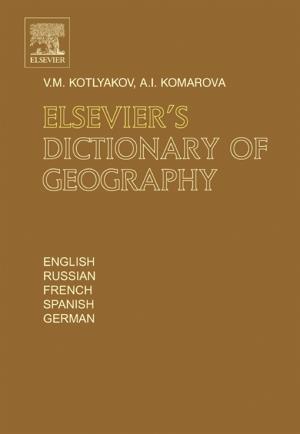 ELSEVIER
V.M. KOTLYAKOV, A.I. KOMAROVA
ELSEVIER'S
DICTIONARY OF
GEOGRAPHY
ENGLISH
RUSSIAN
FRENCH
SPANISH
GERMAN